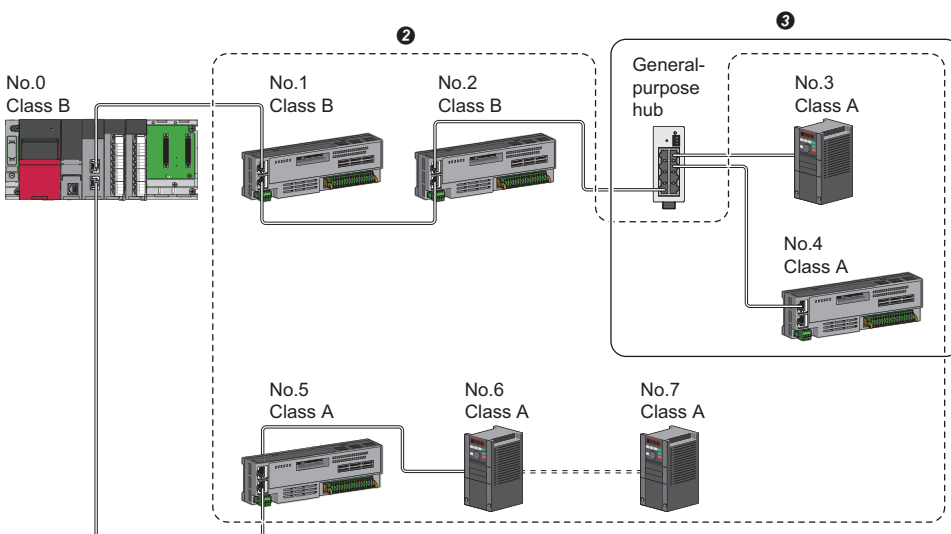 ❷
❸
No.0
Class B
No.1
Class B
No.2
Class B
General-
purpose
hub
No.3
Class A
No.4
Class A
No.5
Class A
No.6
Class A
No.7
Class A